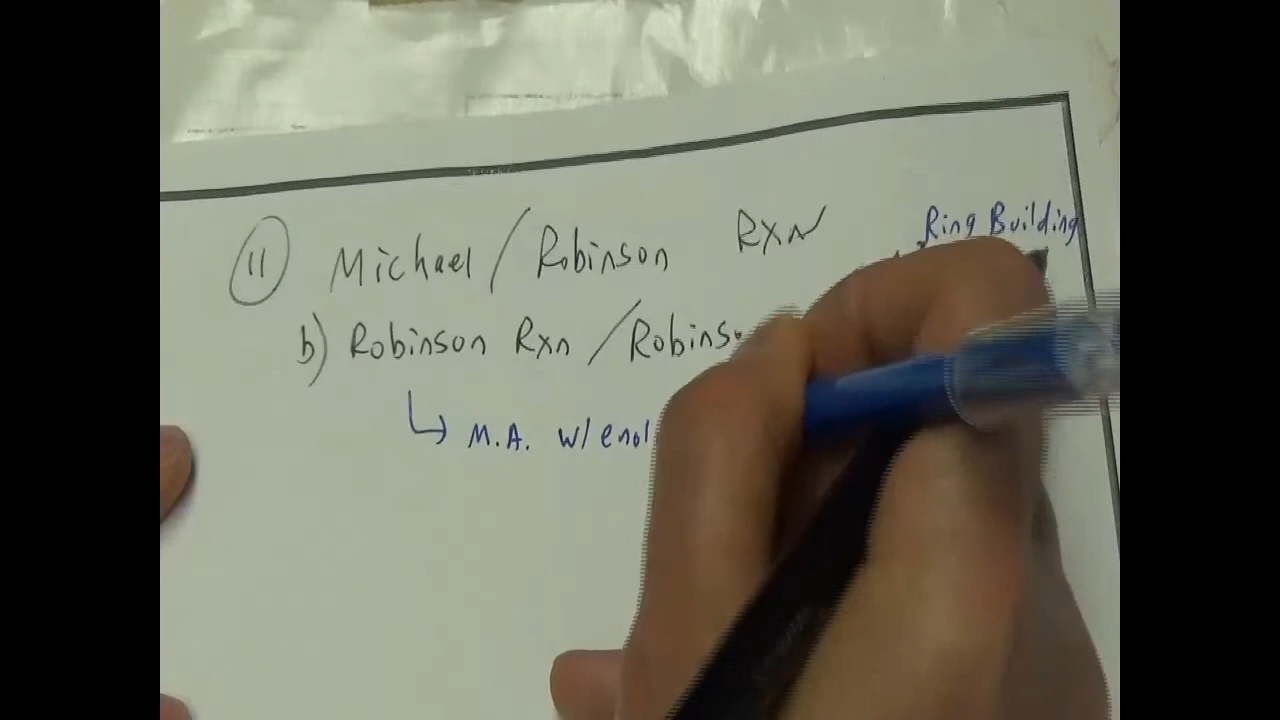 11 Michael / Robinson RXN
Ring Building
b) Robinson Rxn / Robins
↳ M.A. w/ enol